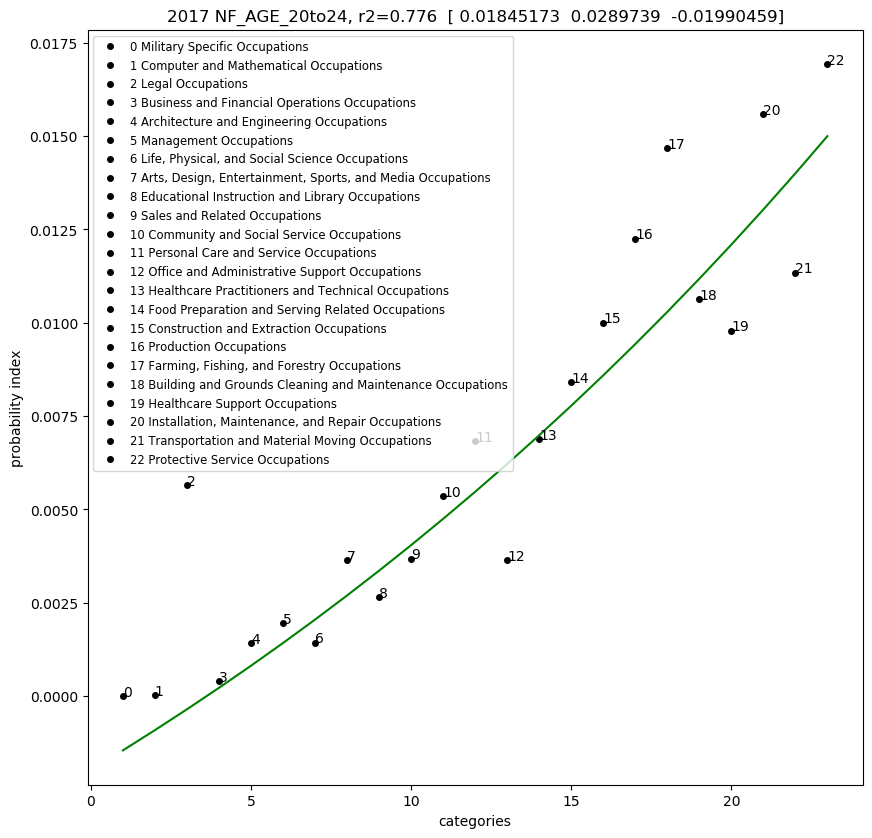 2017 NF_AGE_20to24, r2=0.776  [ 0.01845173  0.0289739  -0.01990459]
0.0175
0.0150
0.0125
0.0100
0.0075
0.0050
0.0025
0.0000
probability index
0 Military Specific Occupations
1 Computer and Mathematical Occupations
2 Legal Occupations
3 Business and Financial Operations Occupations
4 Architecture and Engineering Occupations
5 Management Occupations
6 Life, Physical, and Social Science Occupations
7 Arts, Design, Entertainment, Sports, and Media Occupations
8 Educational Instruction and Library Occupations
9 Sales and Related Occupations
10 Community and Social Service Occupations
11 Personal Care and Service Occupations
12 Office and Administrative Support Occupations
13 Healthcare Practitioners and Technical Occupations
14 Food Preparation and Serving Related Occupations
15 Construction and Extraction Occupations
16 Production Occupations
17 Farming, Fishing, and Forestry Occupations
18 Building and Grounds Cleaning and Maintenance Occupations
19 Healthcare Support Occupations
20 Installation, Maintenance, and Repair Occupations
21 Transportation and Material Moving Occupations
22 Protective Service Occupations
0
1
2
3
4
5
6
7
8
9
10
11
12
13
14
15
16
17
18
19
20
21
22
0
5
10
15
20
categories